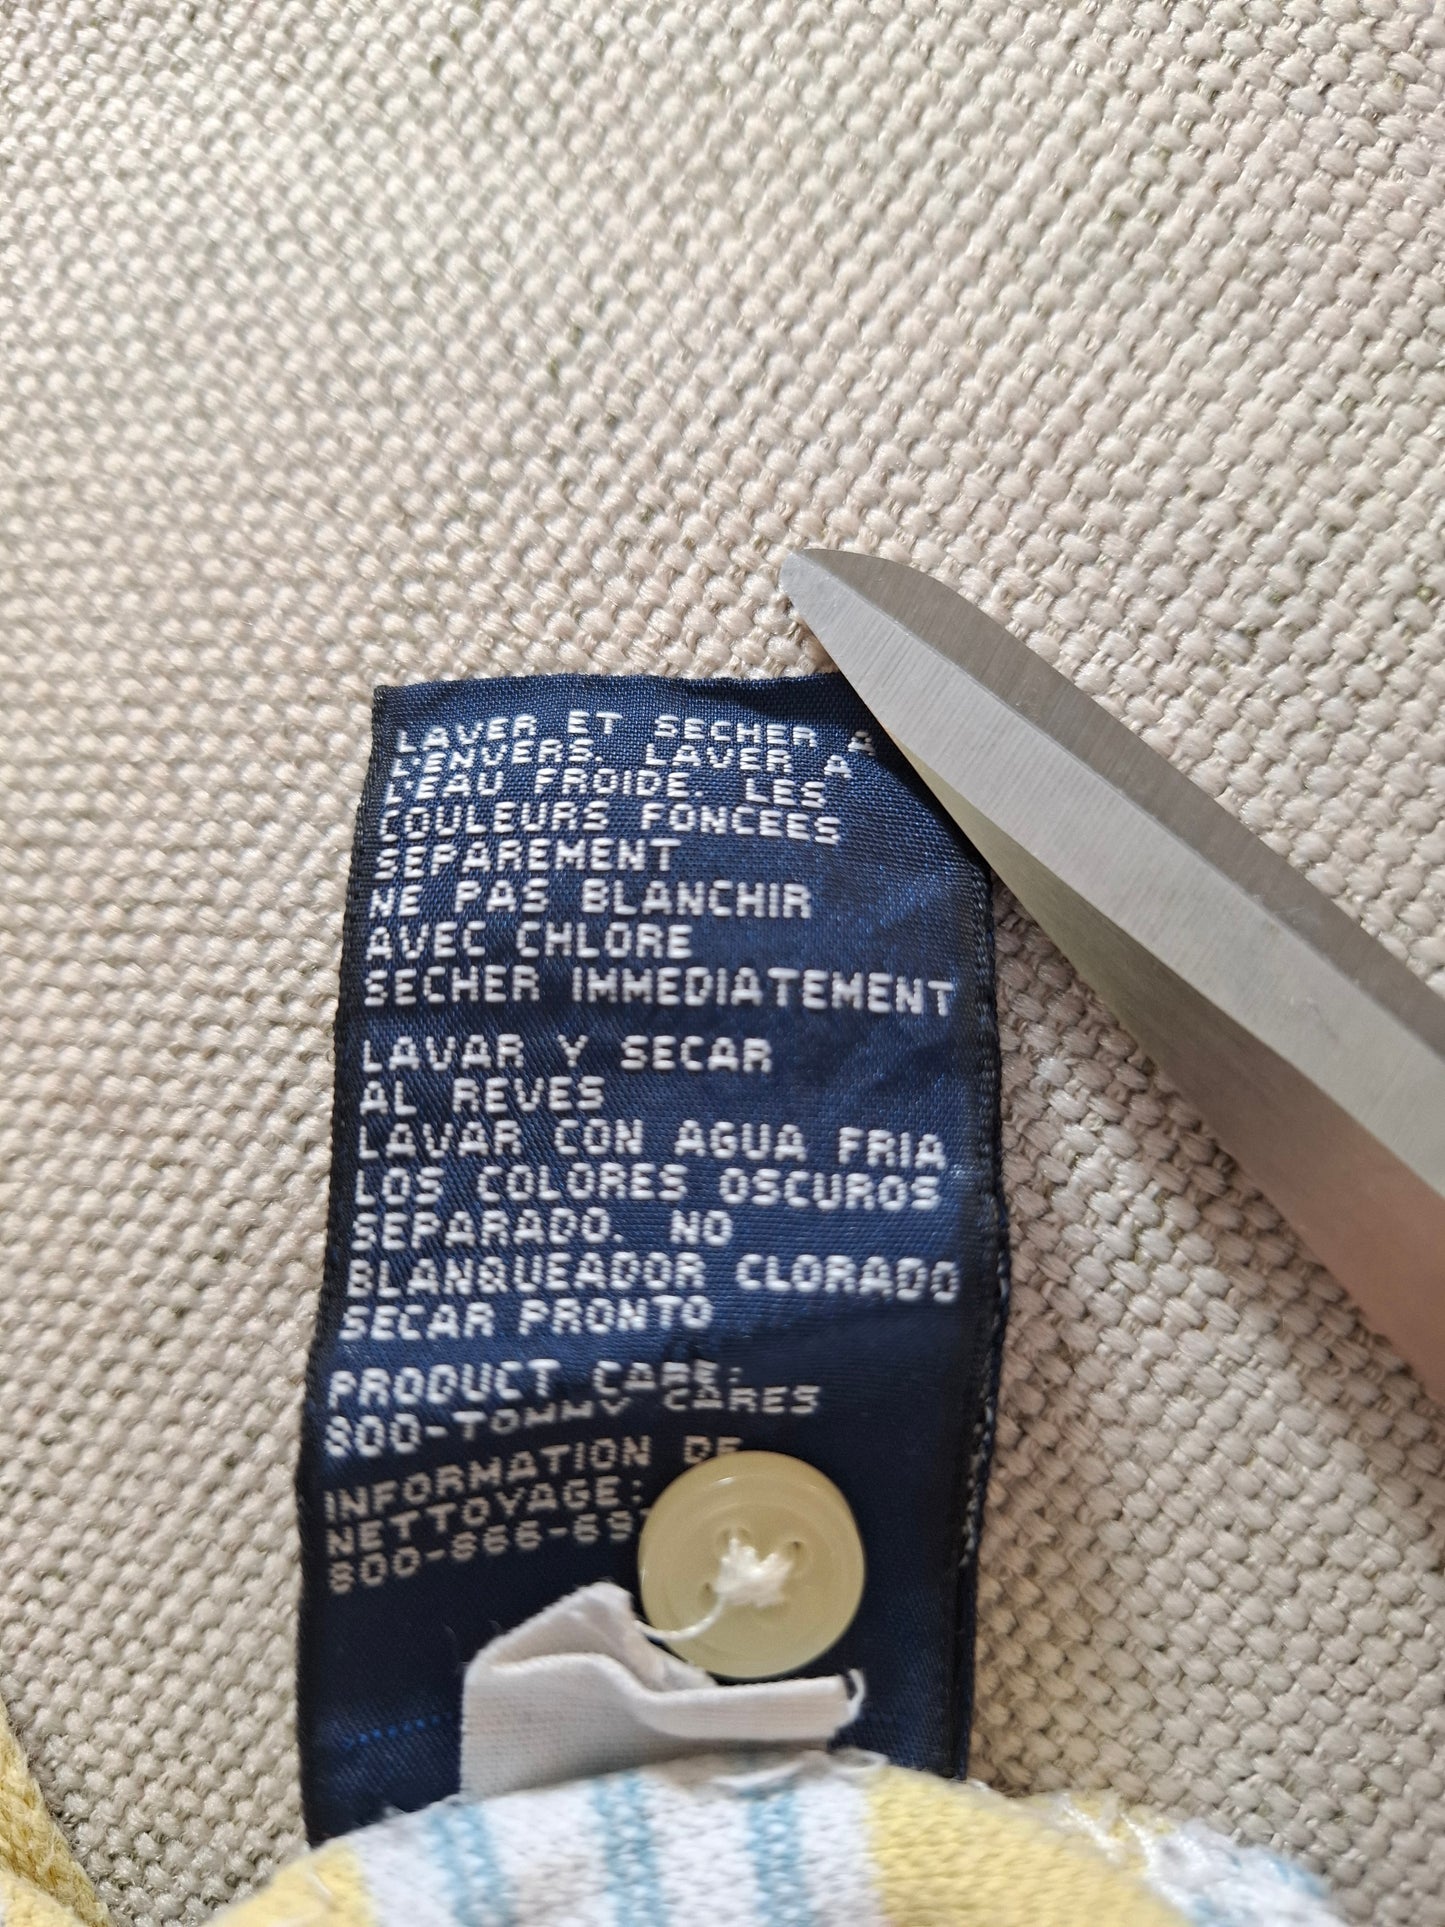 LAVER ET SECHER A
L'ENVERS. LAVER A
L'EAU FROIDE. LES
COULEURS FONCEES
SEPAREMENT
NE PAS BLANCHIR
AVEC CHLORE
SECHER IMMEDIATEMENT
LAVAR Y SECAR
AL REVES
LAVAR CON AGUA FRIA
LOS COLORES OSCUROS
SEPARADO. NO
BLANQUEADOR CLORADO
SECAR PRONTO
PRODUCT CARE:
800-TOMMY CARES
INFORMATION DE
NETTOYAGE: